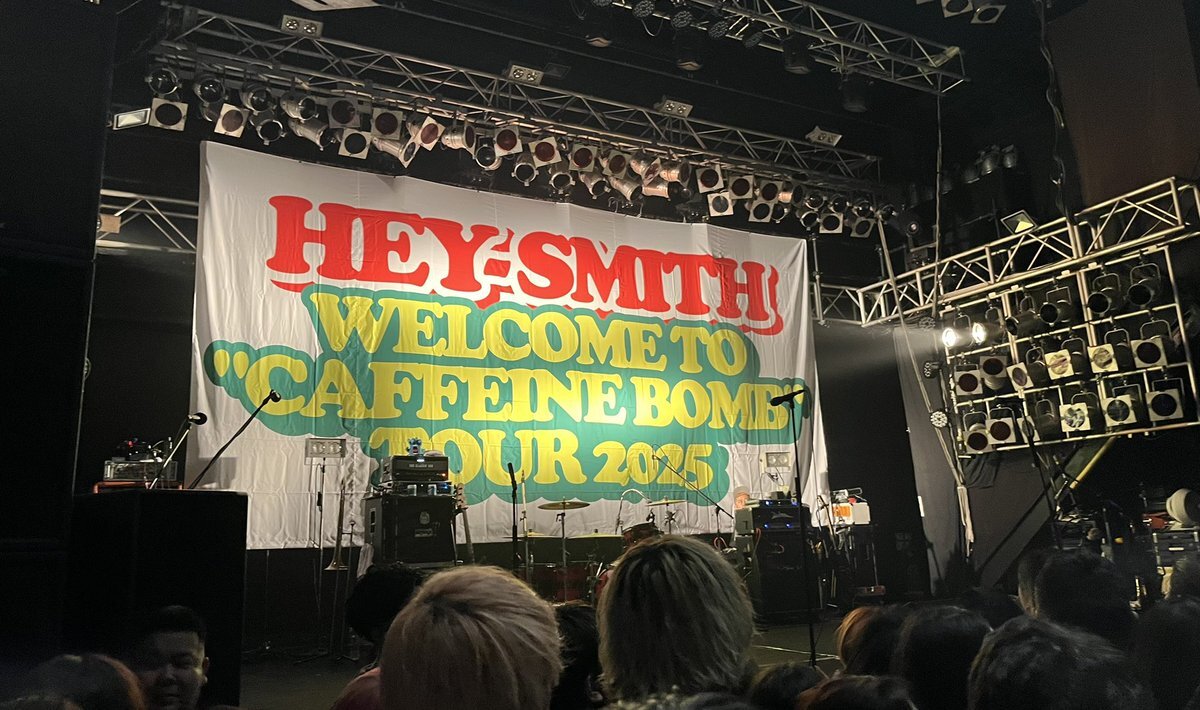 HEY-SMITH
WELCOME TO
"CAFFEINE BOMB"
TOUR 2025